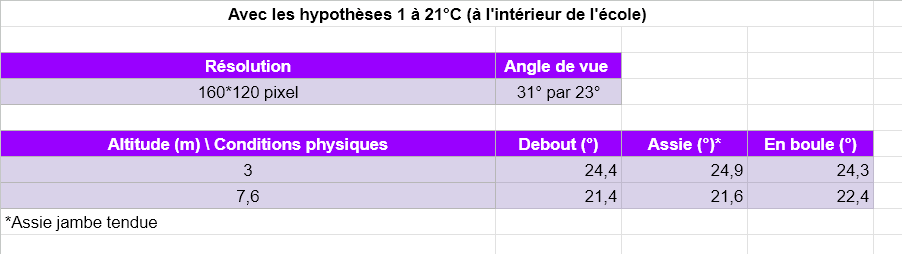 Avec les hypothèses 1 à 21°C (à l'intérieur de l'école)
Résolution Angle de vue
160*120 pixel 31° par 23°
Altitude (m) \ Conditions physiques Debout (°) Assie (°)* En boule (°)
3 24,4 24,9 24,3
7,6 21,4 21,6 22,4
*Assie jambe tendue